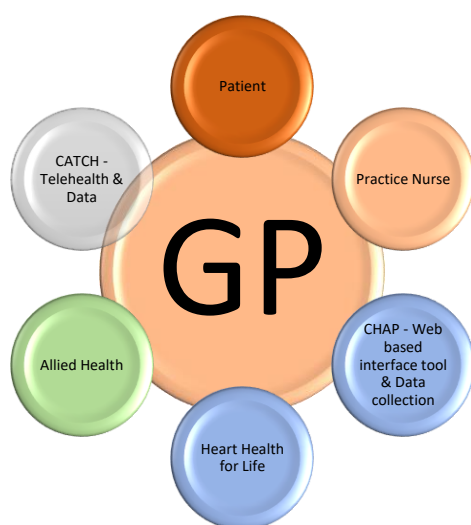 Patient
CATCH -
Telehealth &
Data
Practice Nurse
GP
Allied Health
CHAP - Web
based
interface tool
& Data
collection
Heart Health
for Life